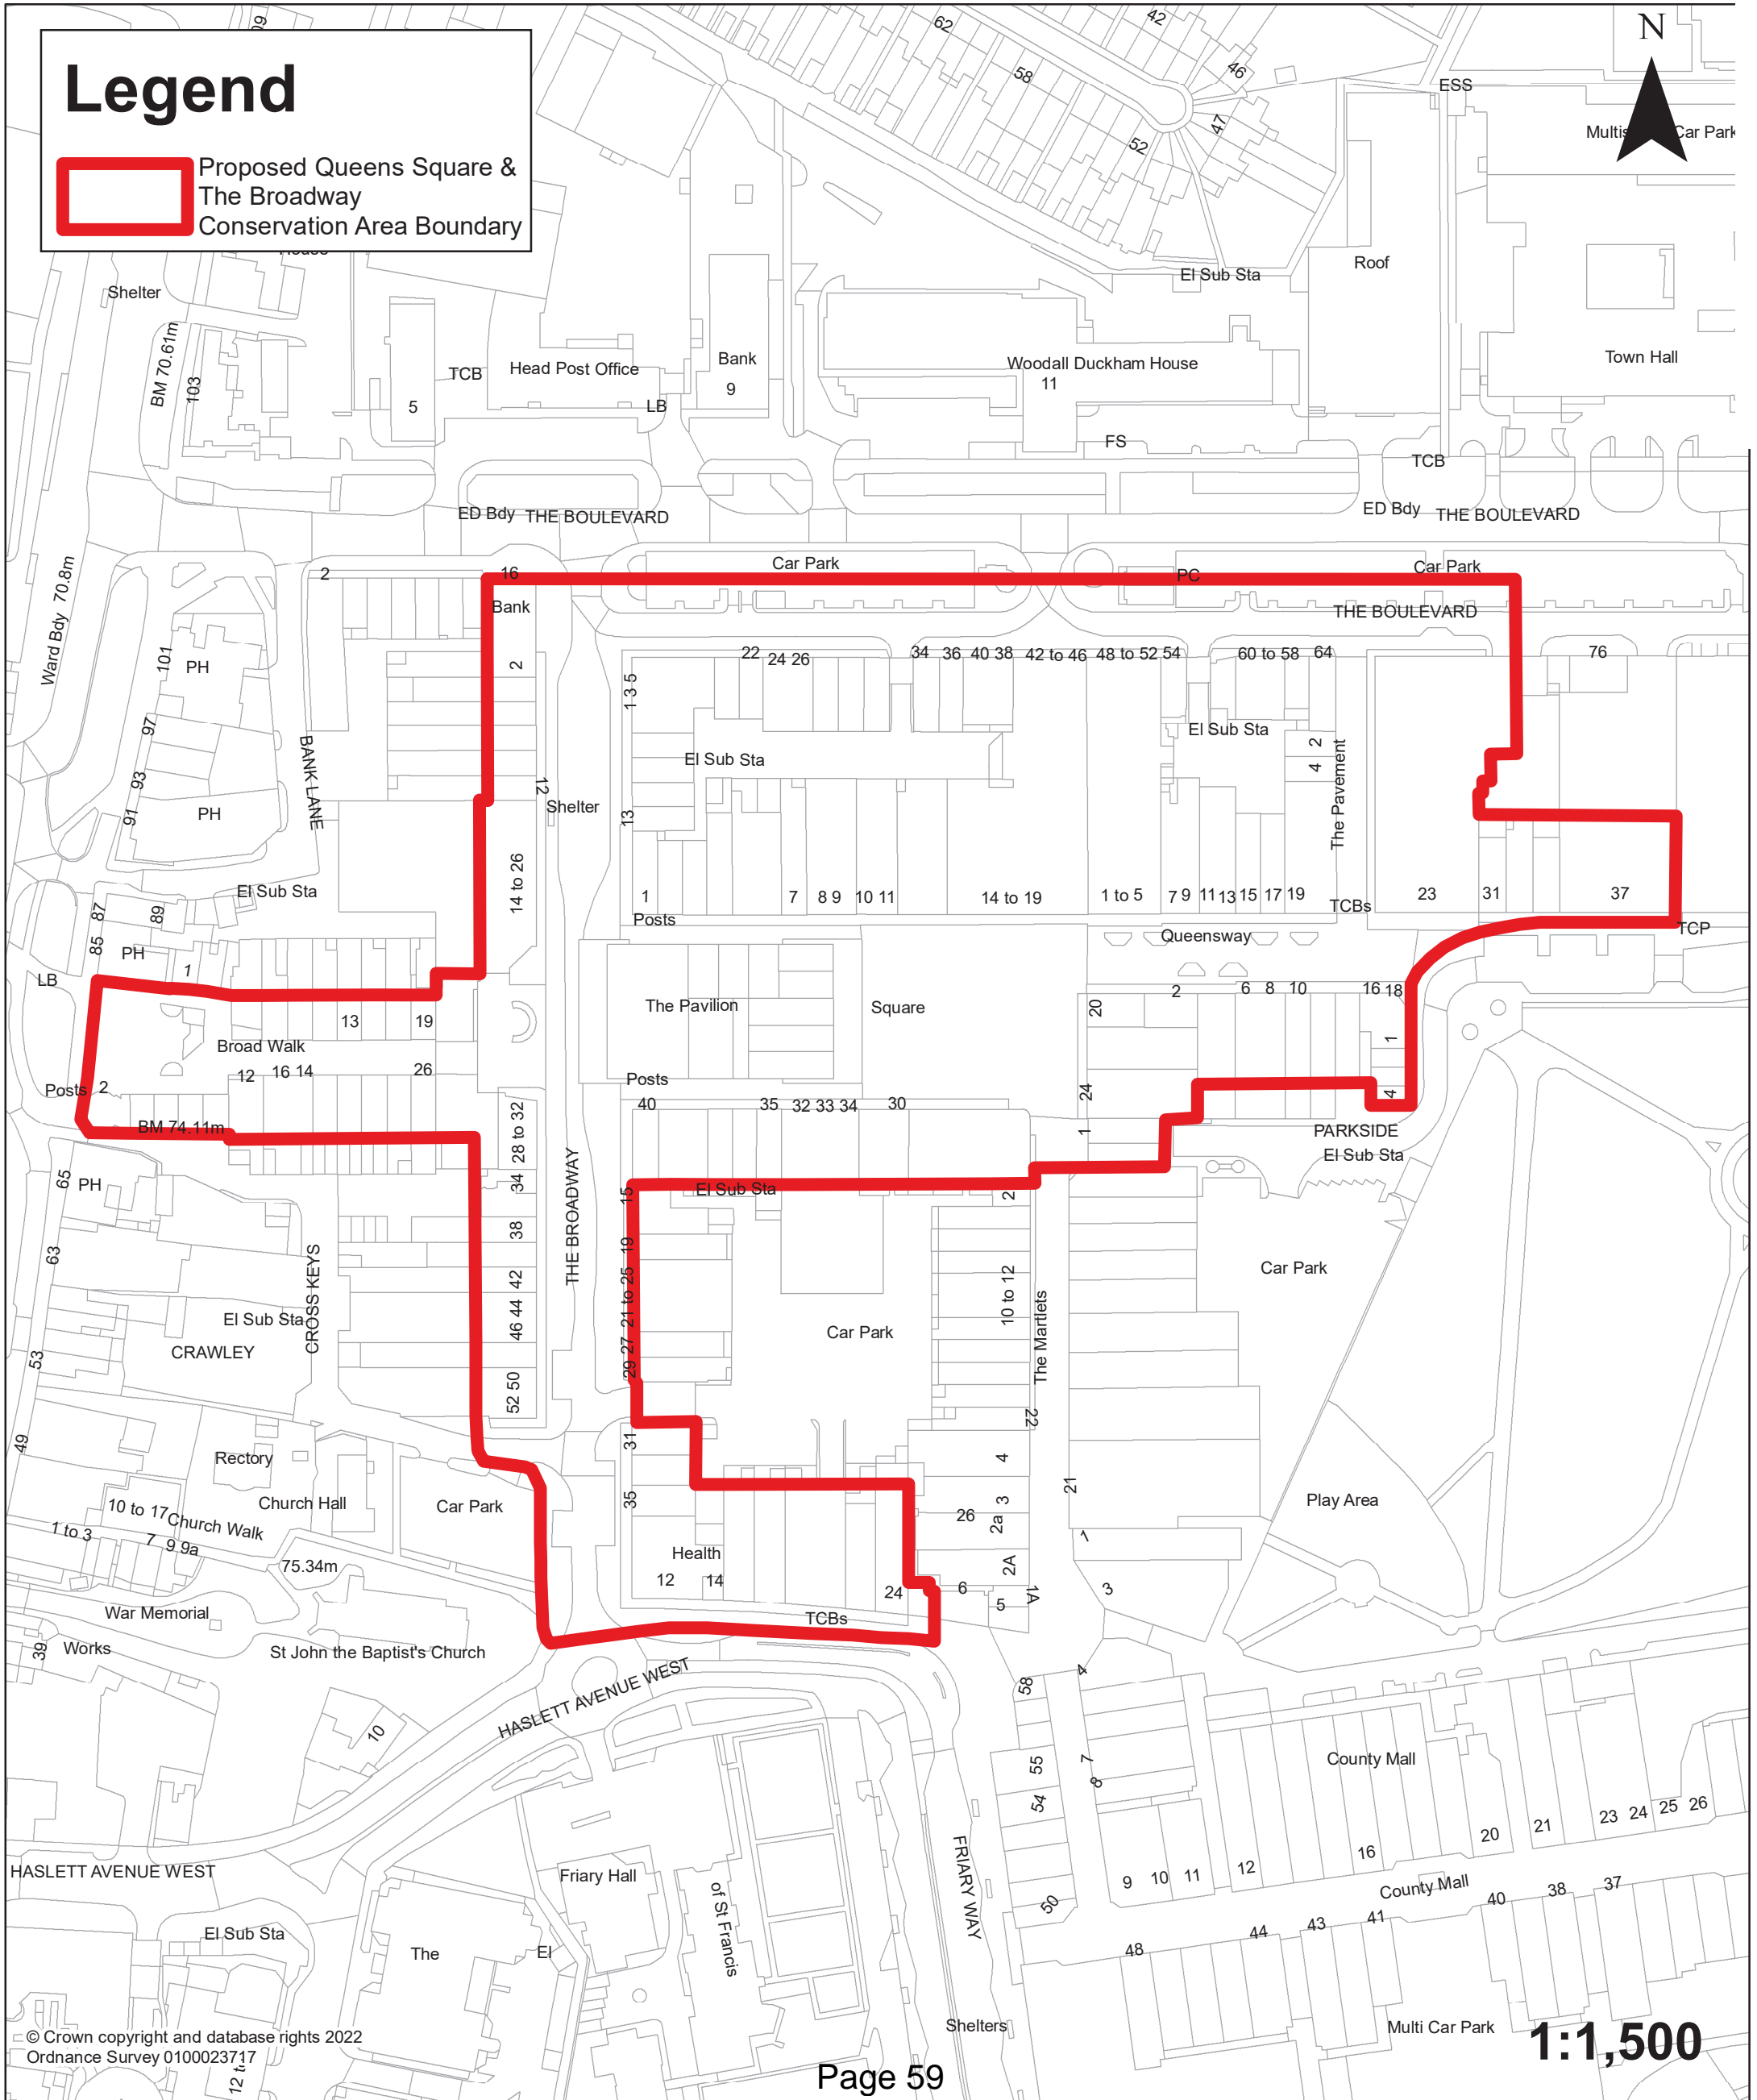 Legend
Proposed Queens Square &
The Broadway
Conservation Area Boundary
N
62
42
58
46
47
52
ESS
Car Park
El Sub Sta
Roof
Shelter
BM 70.61m
103
TCB
5
Head Post Office
LB
Bank
9
Woodall Duckham House
11
Town Hall
FS
TCB
ED Bdy
THE BOULEVARD
ED Bdy
THE BOULEVARD
Ward Bdy 70.8m
2
16
Bank
Car Park
PC
Car Park
THE BOULEVARD
101
PH
2
22
24 26
34
36
40 38
42 to 46
48 to 52 54
60 to 58
64
76
1 3 5
97
BANK LANE
El Sub Sta
El Sub Sta
2
4
The Pavement
93
91
PH
12
Shelter
13
El Sub Sta
14 to 26
87
89
85
PH
1
LB
1
7
8 9
10 11
14 to 19
1 to 5
7 9
11
13
15
17
19
TCBs
23
31
37
TCP
Posts
Queensway
The Pavilion
Square
20
2
6
8
10
16
18
1
13
19
Broad Walk
12
16 14
26
Posts
2
BM 74.11m
Posts
40
35
32 33 34
30
24
4
1
PARKSIDE
El Sub Sta
28 to 32
34
65
PH
THE BROADWAY
15
El Sub Sta
2
63
CROSS KEYS
38
19
Car Park
El Sub Sta
42
46 44
21 to 25
29 27
10 to 12
The Martlets
Car Park
CRAWLEY
53
52 50
22
49
Rectory
31
4
10 to 17
Church Walk
Church Hall
Car Park
35
21
3
26
2a
Play Area
1 to 3
7
9 9a
75.34m
Health
12
14
24
2A
6
1A
5
1
3
War Memorial
TCBs
39
Works
St John the Baptist's Church
HASLETT AVENUE WEST
58
4
10
55
7
8
54
County Mall
23
24
25
26
21
20
16
HASLETT AVENUE WEST
Friary Hall
of St Francis
FRIARY WAY
9
10
11
12
County Mall
50
40
38
37
El Sub Sta
The
El
48
44
43
41
Shelters
Multi Car Park
© Crown copyright and database rights 2022
Ordnance Survey 0100023717
1:1,500
Page 59